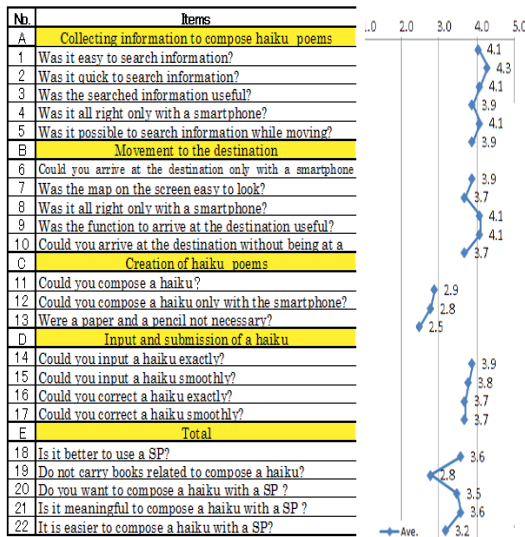 No. Items
A Collecting information to compose haiku poems
1 Was it easy to search information?
2 Was it quick to search information?
3 Was the searched information useful?
4 Was it all right only with a smartphone?
5 Was it possible to search information while moving?
B Movement to the destination
6 Could you arrive at the destination only with a smartphone
7 Was the map on the screen easy to look?
8 Was it all right only with a smartphone?
9 Was the function to arrive at the destination useful?
10 Could you arrive at the destination without being at a
C Creation of haiku poems
11 Could you compose a haiku?
12 Could you compose a haiku only with the smartphone?
13 Were a paper and a pencil not necessary?
D Input and submission of a haiku
14 Could you input a haiku exactly?
15 Could you input a haiku smoothly?
16 Could you correct a haiku exactly?
17 Could you correct a haiku smoothly?
E Total
18 Is it better to use a SP?
19 Do not carry books related to compose a haiku?
20 Do you want to compose a haiku with a SP ?
21 Is it meaningful to compose a haiku with a SP ?
22 It is easier to compose a haiku with a SP?
1.0 2.0 3.0 4.0 5.0
4.1
4.3
4.1
3.9
4.1
3.9
3.9
3.7
4.1
4.1
3.7
2.9
2.8
2.5
3.9
3.8
3.7
3.7
3.6
2.8
3.5
3.6
3.2
Ave.